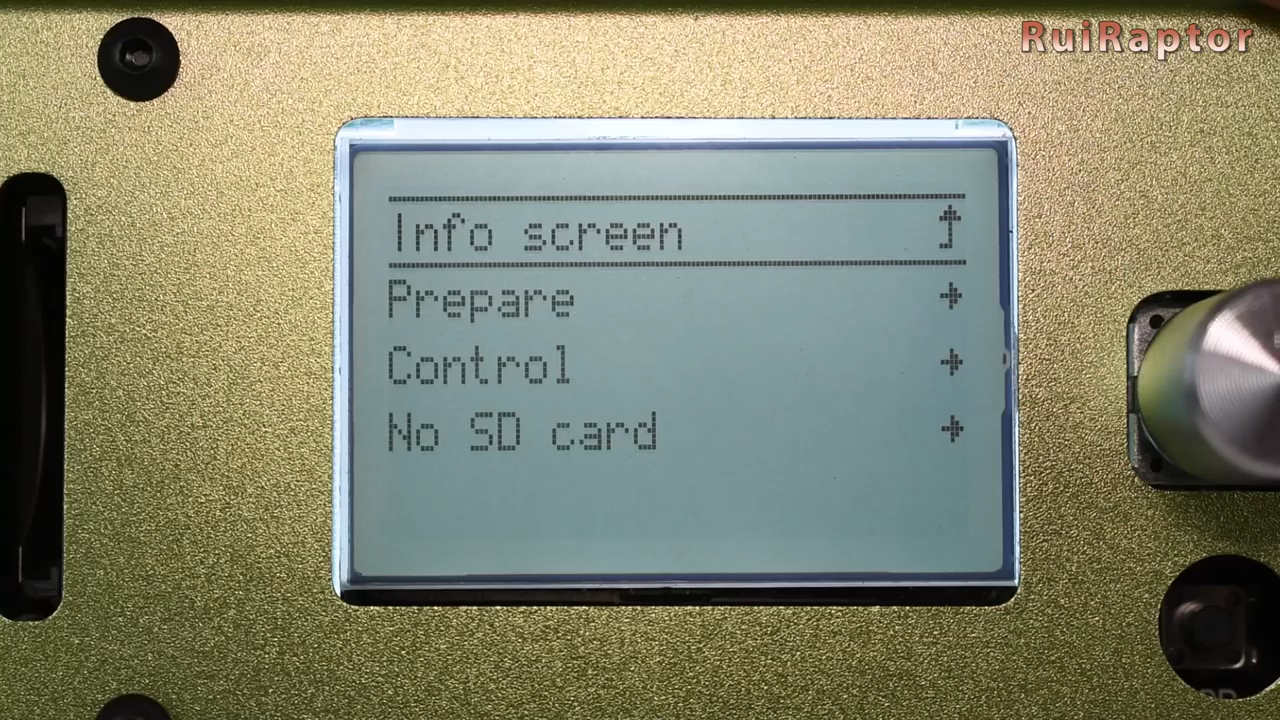 RuiRaptor
Info screen
Prepare
Control
No SD card